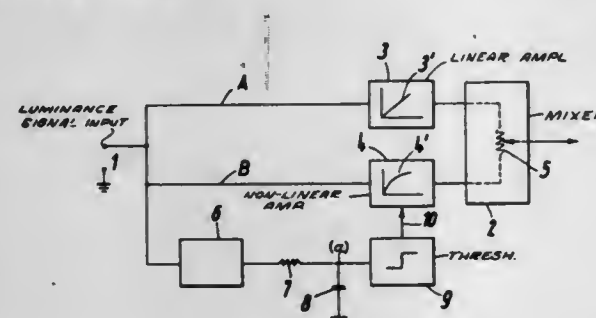 3
3'
LINEAR AMPL
A
LUMINANCE
SIGNAL INPUT
1
MIXER
4
4'
5
B
NON-LINEAR
AMP.
10
2
6
(a)
7
THRESH.
8
9